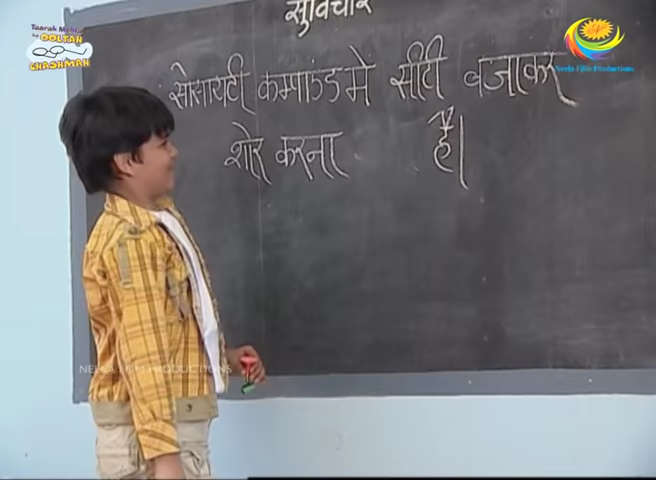 Taarak Mehta
ka
OOLTAH
CHASHMAH
Neela Film Productions
सुविचार
सोसायटी कम्पाउंड मे सीटी बजाकर
शोर करना है।
NEELA FILM PRODUCTIONS